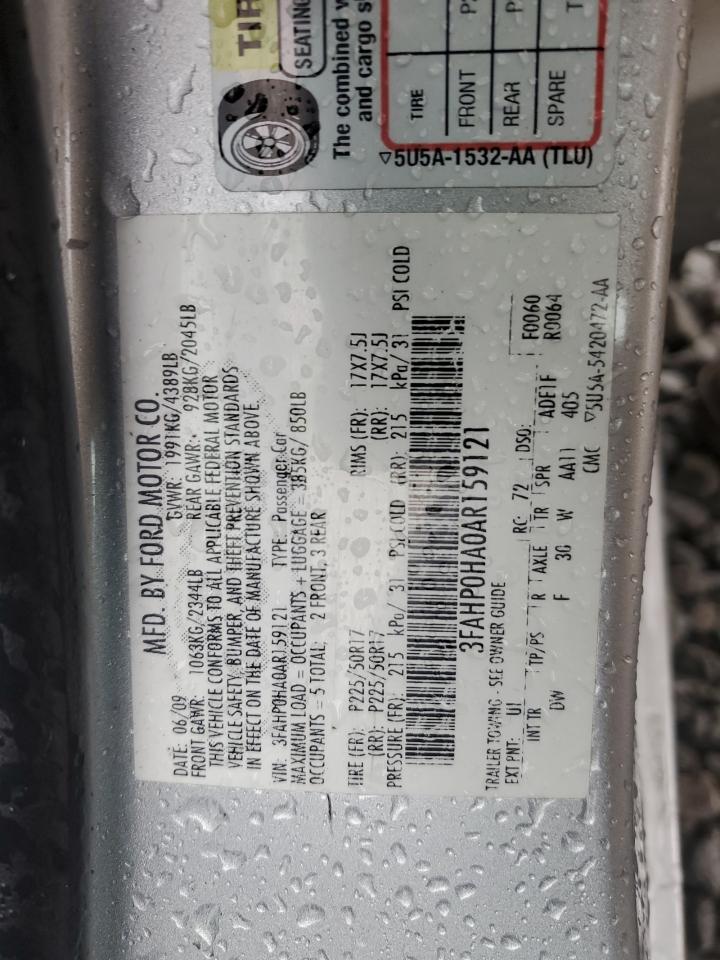 TIR
SEATING
The combined w
and cargo s
TIRE
FRONT P
REAR P
SPARE T
▽5U5A-1532-AA (TLU)
MFD. BY FORD MOTOR CO.
DATE: 06/09 GVWR: 1991KG/4389LB
FRONT GAWR: 1063KG/2344LB REAR GAWR: 928KG/2045LB
THIS VEHICLE CONFORMS TO ALL APPLICABLE FEDERAL MOTOR
VEHICLE SAFETY, BUMPER, AND THEFT PREVENTION STANDARDS
IN EFFECT ON THE DATE OF MANUFACTURE SHOWN ABOVE.
VIN: 3FAHP0HA0AR159121 TYPE: Passenger Car
MAXIMUM LOAD = OCCUPANTS + LUGGAGE = 385KG/ 850LB
OCCUPANTS = 5 TOTAL: 2 FRONT, 3 REAR
TIRE (FR): P225/50R17 RIMS (FR): 17X7.5J
(RR): P225/50R17 (RR): 17X7.5J
PRESSURE (FR): 215 kPa/ 31 PSI COLD (RR): 215 kPa/ 31 PSI COLD
3FAHP0HA0AR159121
TRAILER TOWING - SEE OWNER GUIDE
EXT PNT: UI RC: 72 DSO: F0060
INT TR TP/PS R AXLE TR SPR ADF1F R0064
DW F 3G W AA11 405
CMC ▽5U5A-5420472-AA